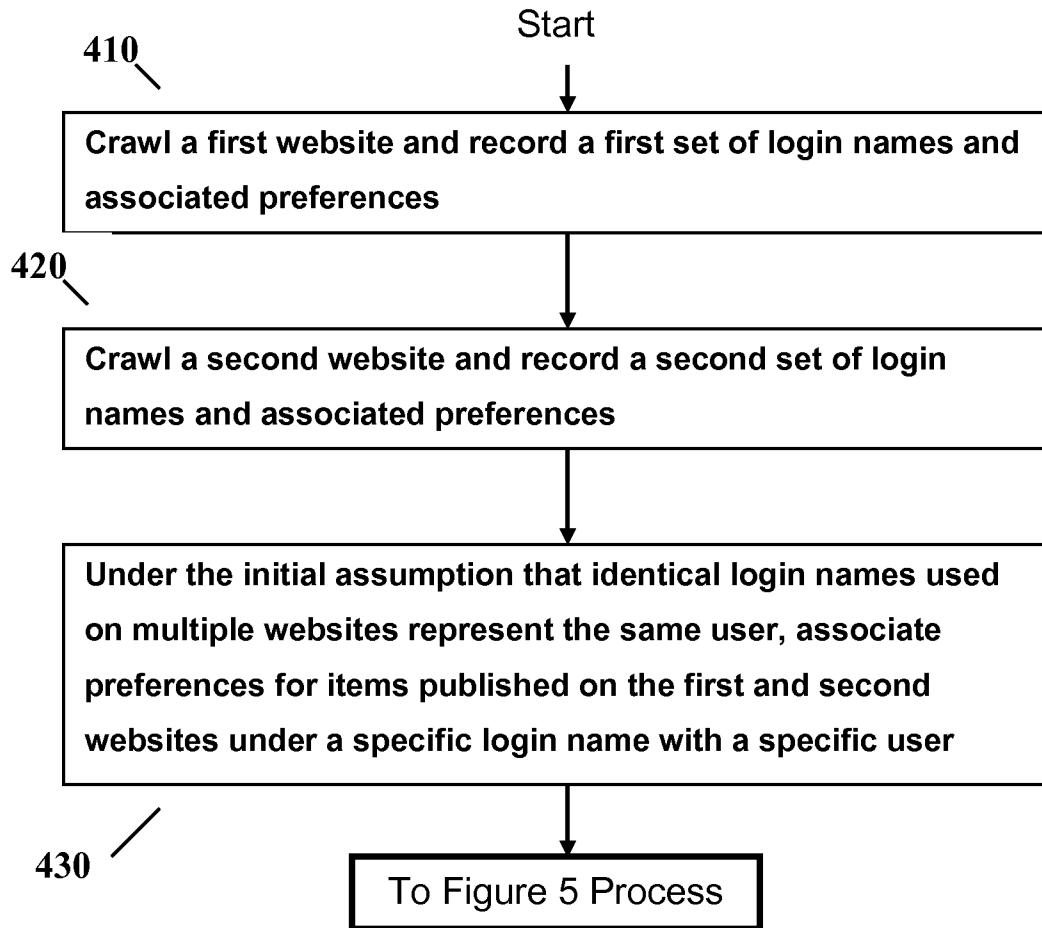 Start
410
Crawl a first website and record a first set of login names and
associated preferences
420
Crawl a second website and record a second set of login
names and associated preferences
Under the initial assumption that identical login names used
on multiple websites represent the same user, associate
preferences for items published on the first and second
websites under a specific login name with a specific user
430
To Figure 5 Process